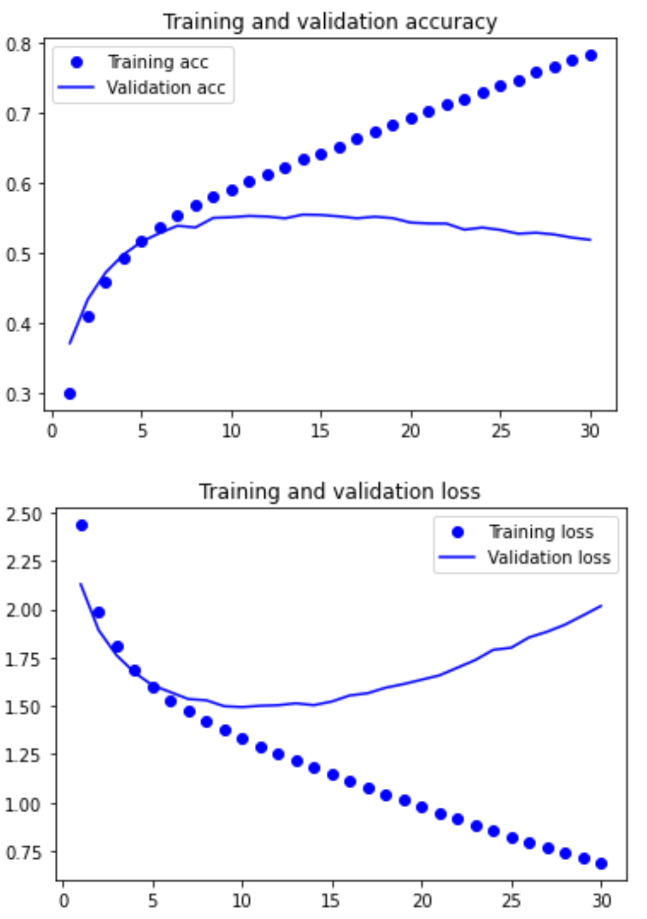 Training and validation accuracy
0.8
Training acc
Validation acc
0.7
0.6
0.5
0.4
0.3
0 5 10 15 20 25 30
Training and validation loss
2.50
Training loss
Validation loss
2.25
2.00
1.75
1.50
1.25
1.00
0.75
0 5 10 15 20 25 30